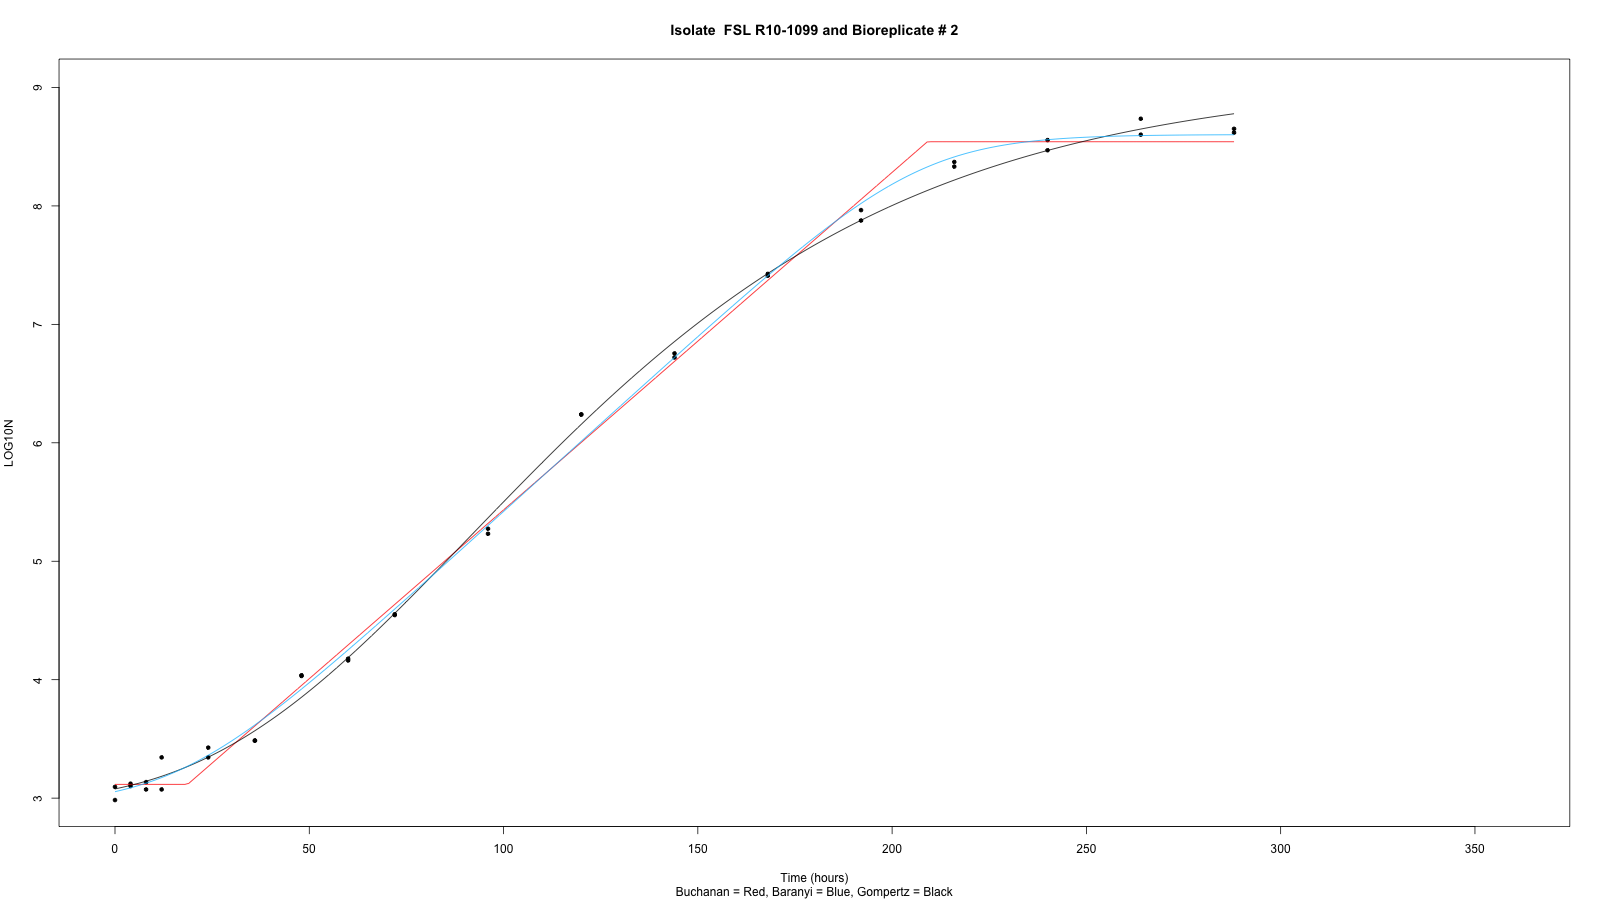 Isolate  FSL R10-1099 and Bioreplicate # 2
9
8
7
6
5
4
3
LOG10N
0 50 100 150 200 250 300 350
Time (hours)
Buchanan = Red, Baranyi = Blue, Gompertz = Black